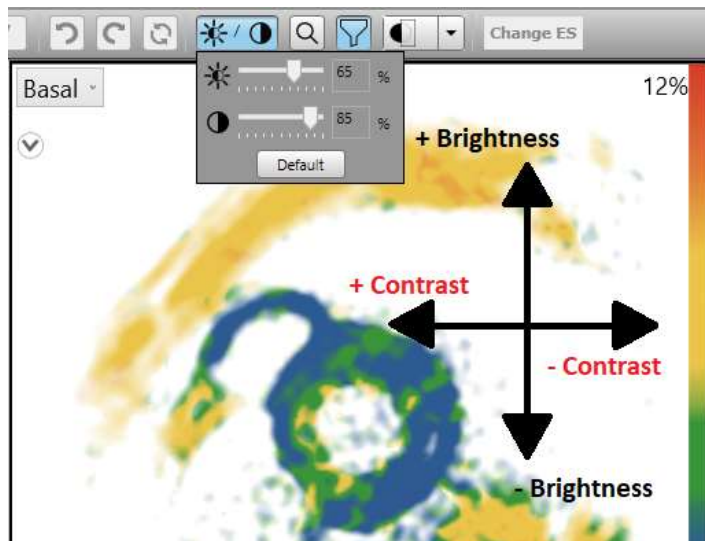 Change ES
65 %
85 %
Default
Basal
12%
+ Brightness
+ Contrast
- Contrast
- Brightness